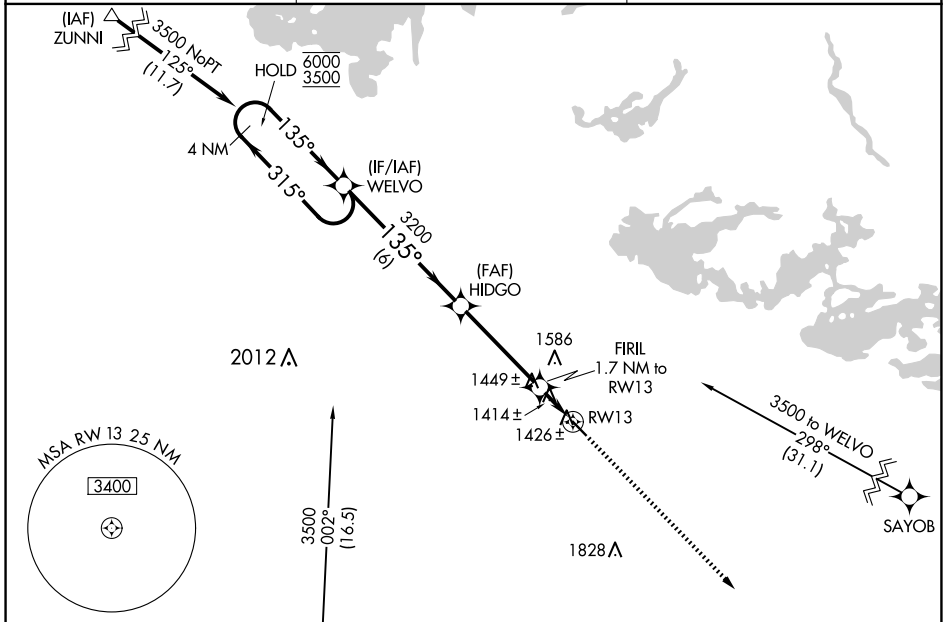 (IAF)
ZUNNI
3500 NoPT
125°
(11.7)
HOLD
6000
3500
4 NM
135°
315°
(IF/IAF)
WELVO
3200
135°
(6)
(FAF)
HIDGO
2012
1586
FIRIL
1.7 NM to
RW13
1449 ±
1414 ±
1426 ±
RW13
3500 to WELVO
298°
(31.1)
SAYOB
MSA RW 13 25 NM
3400
3500
002°
(16.5)
1828